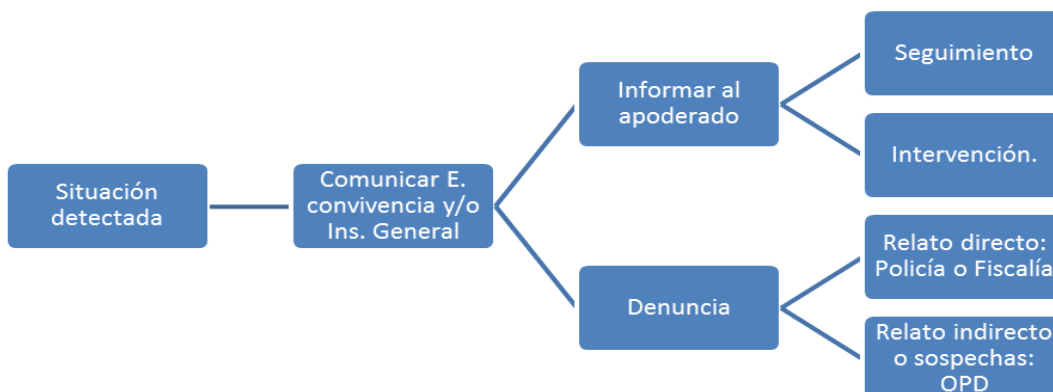 Situación
detectada
Comunicar E.
convivencia y/o
Ins. General
Informar al
apoderado
Seguimiento
Intervención.
Denuncia
Relato directo:
Policía o Fiscalía
Relato indirecto
o sospechas:
OPD